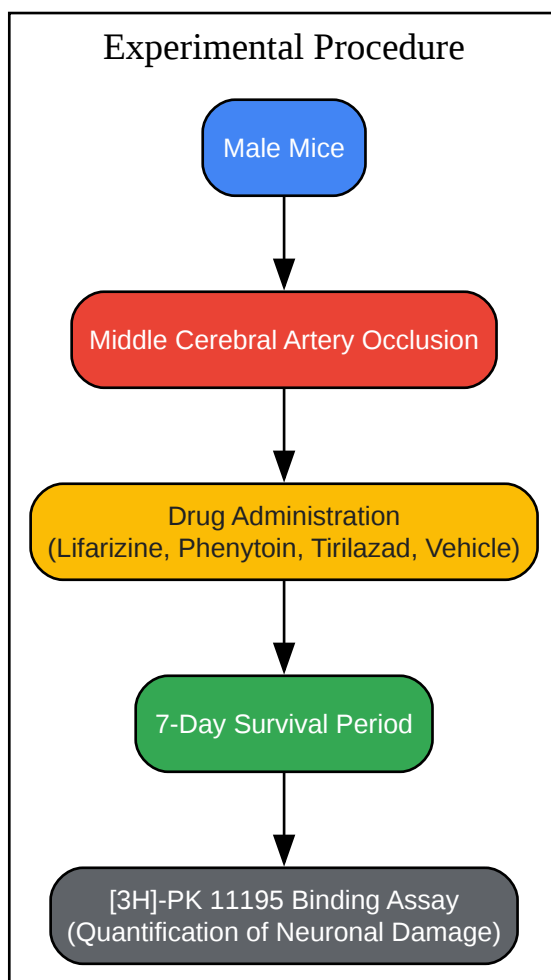 Experimental Procedure
Male Mice
Middle Cerebral Artery Occlusion
Drug Administration
(Lifarizine, Phenytoin, Tirilazad, Vehicle)
7-Day Survival Period
[3H]-PK 11195 Binding Assay
(Quantification of Neuronal Damage)